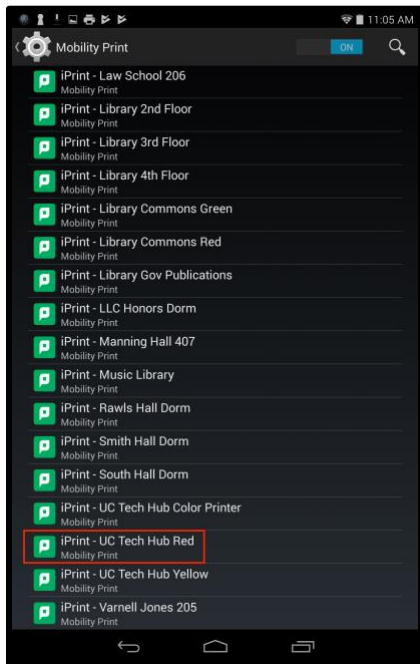 11:05 AM
Mobility Print
ON
iPrint - Law School 206
Mobility Print
iPrint - Library 2nd Floor
Mobility Print
iPrint - Library 3rd Floor
Mobility Print
iPrint - Library 4th Floor
Mobility Print
iPrint - Library Commons Green
Mobility Print
iPrint - Library Commons Red
Mobility Print
iPrint - Library Gov Publications
Mobility Print
iPrint - LLC Honors Dorm
Mobility Print
iPrint - Manning Hall 407
Mobility Print
iPrint - Music Library
Mobility Print
iPrint - Rawls Hall Dorm
Mobility Print
iPrint - Smith Hall Dorm
Mobility Print
iPrint - South Hall Dorm
Mobility Print
iPrint - UC Tech Hub Color Printer
Mobility Print
iPrint - UC Tech Hub Red
Mobility Print
iPrint - UC Tech Hub Yellow
Mobility Print
iPrint - Varnell Jones 205
Mobility Print